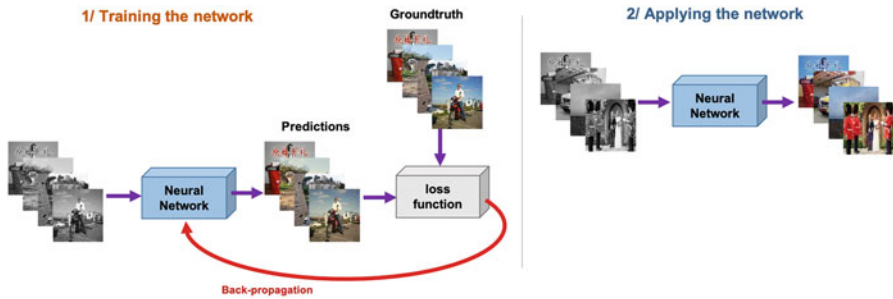 1/ Training the network
Groundtruth
Predictions
Neural
Network
loss
function
Back-propagation
2/ Applying the network
Neural
Network